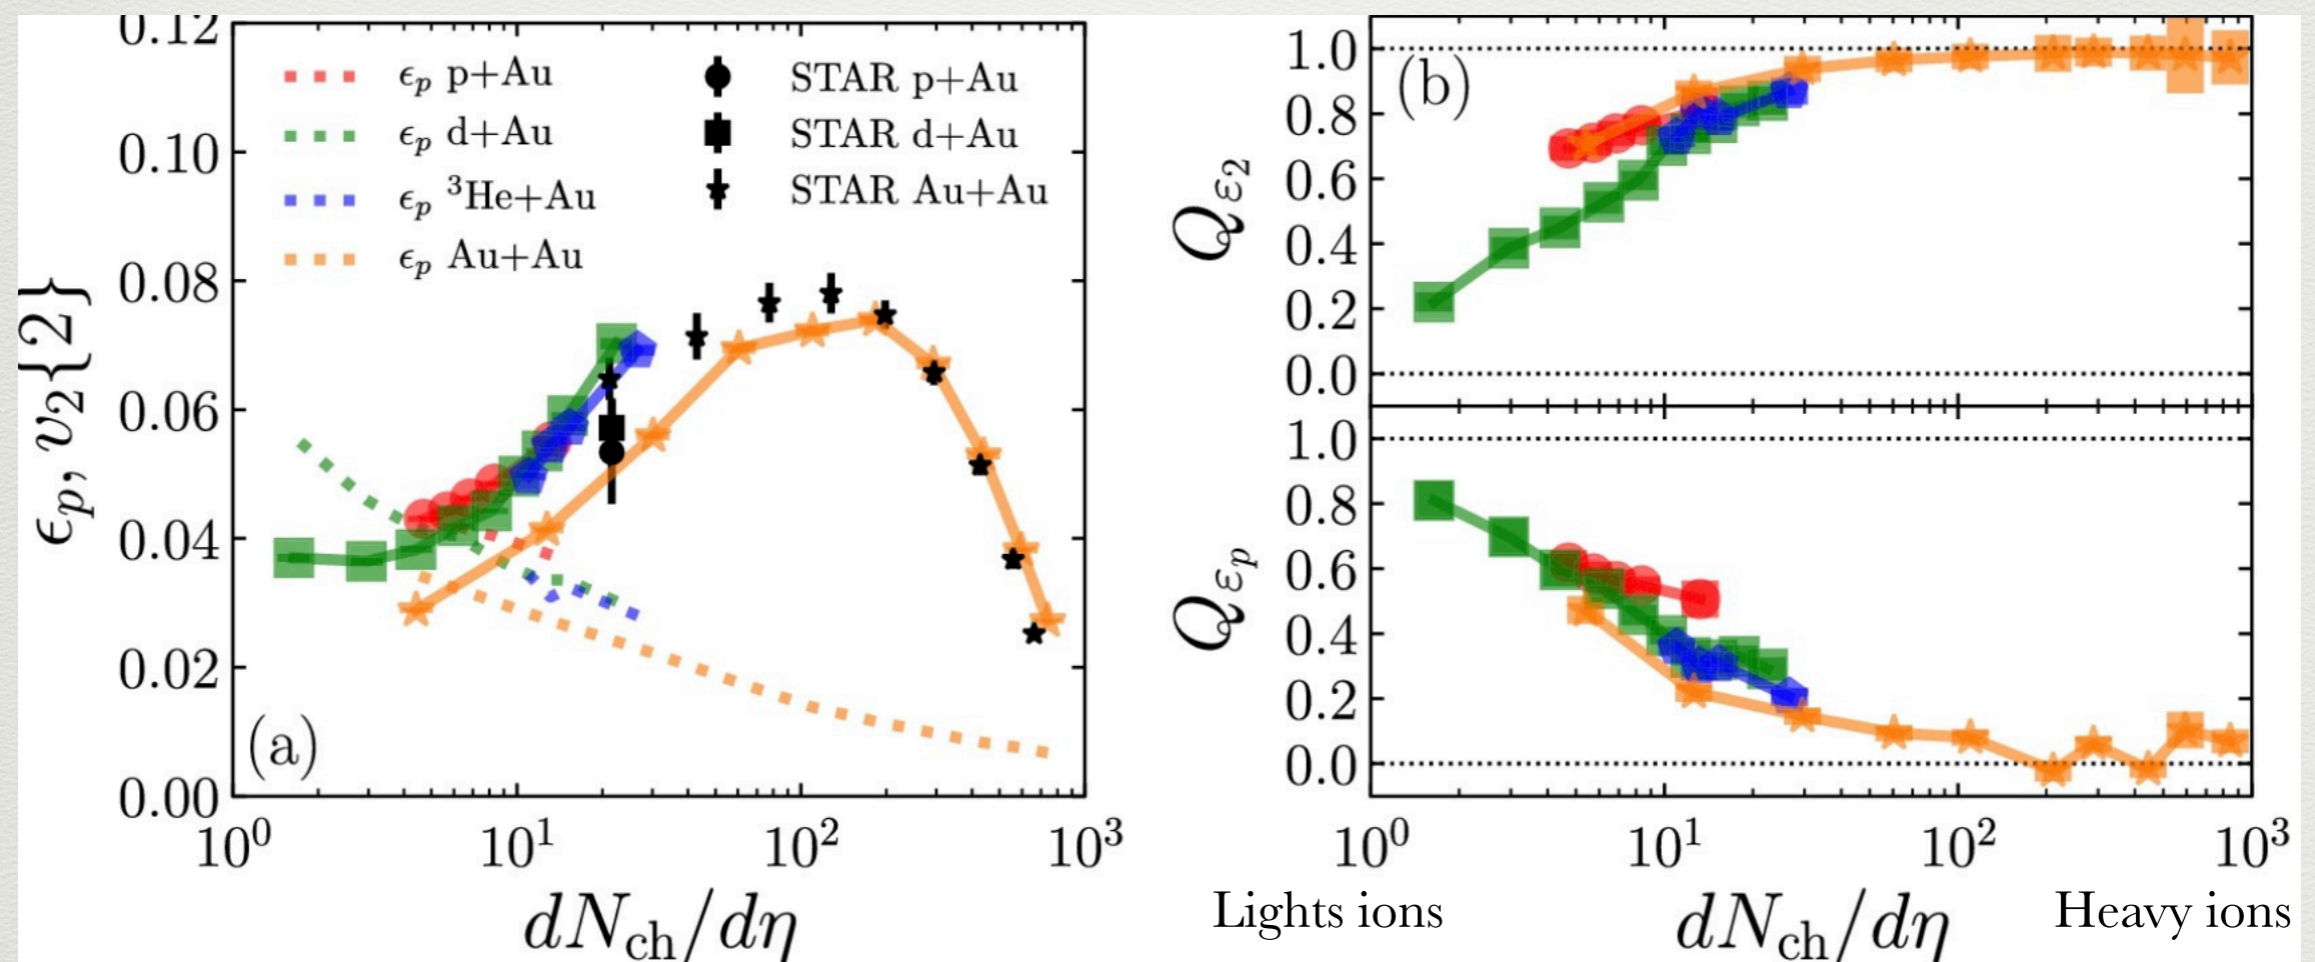 0.12
0.10
0.08
0.06
0.04
0.02
0.00
ϵp, v2{2}
ϵp p+Au
ϵp d+Au
ϵp ³He+Au
ϵp Au+Au
STAR p+Au
STAR d+Au
STAR Au+Au
(a)
10⁰ 10¹ 10² 10³
dNch/dη
(b)
1.0
0.8
0.6
0.4
0.2
0.0
Qε2
1.0
0.8
0.6
0.4
0.2
0.0
Qεp
10⁰ 10¹ 10² 10³
Lights ions
dNch/dη
Heavy ions